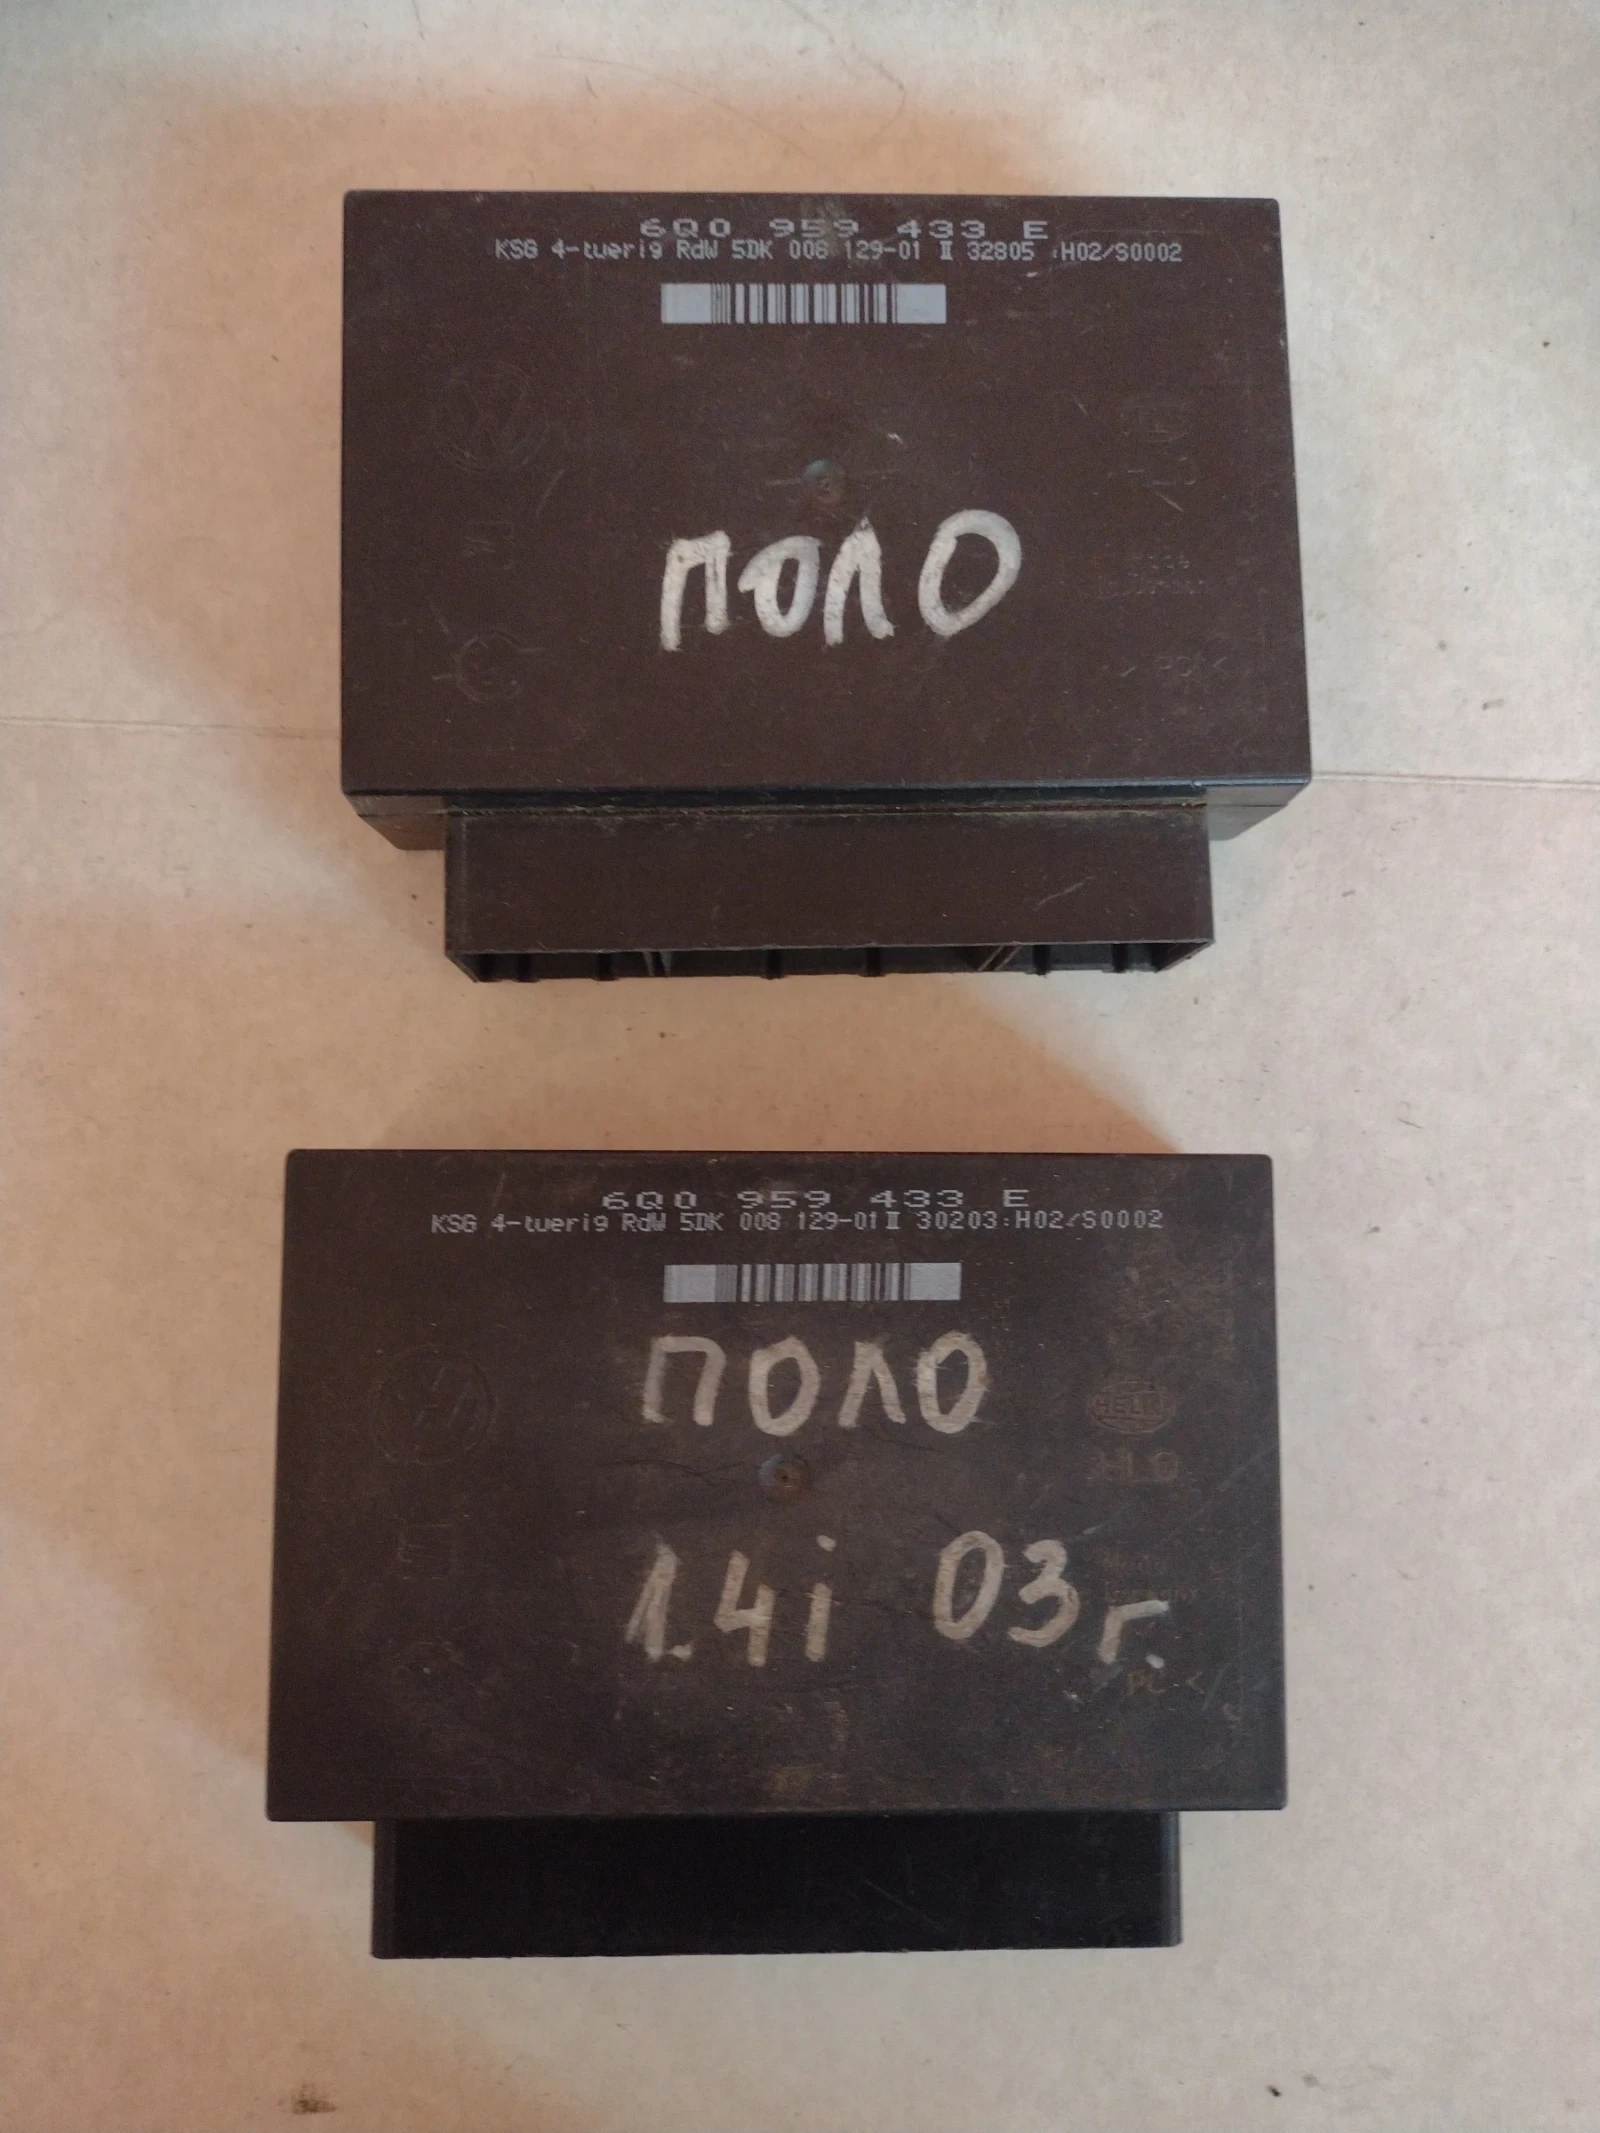 6Q0 959 433 E
KSG 4-tuerig RdW 5DK 008 129-01 II 32805 :H02/S0002
ПОЛО
6Q0 959 433 E
KSG 4-tuerig RdW 5DK 008 129-01 II 30203:H02/S0002
ПОЛО
HELLA
1.4i 03г.